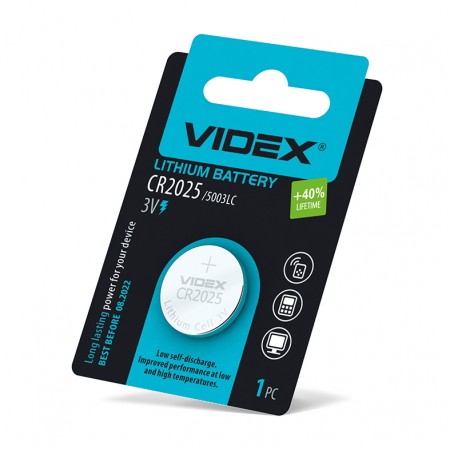 VIDEX®
LITHIUM BATTERY
CR2025/5003LC
3V
+40%
LIFETIME
+
VIDEX
CR2025
Lithium Cell 3V
Long lasting power for your device
BEST BEFORE 08.2022
Low self-discharge,
improved performance at low
and high temperatures.
1 PC